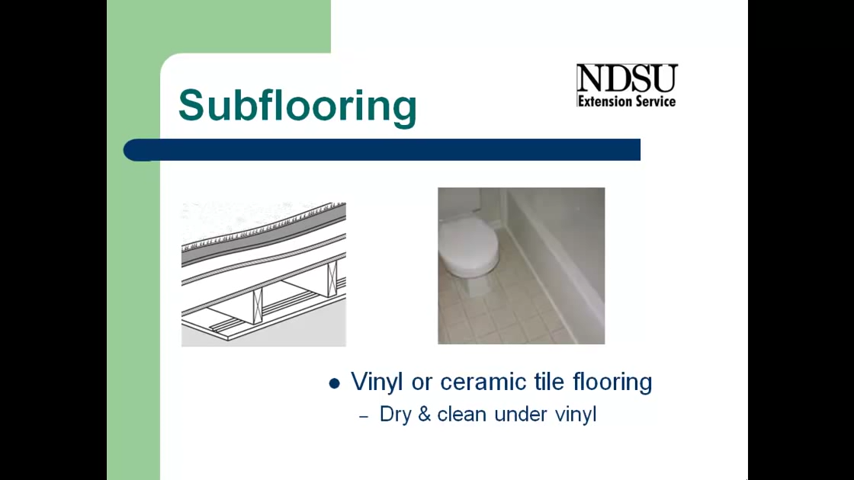 Subflooring
NDSU
Extension Service
Vinyl or ceramic tile flooring
– Dry & clean under vinyl